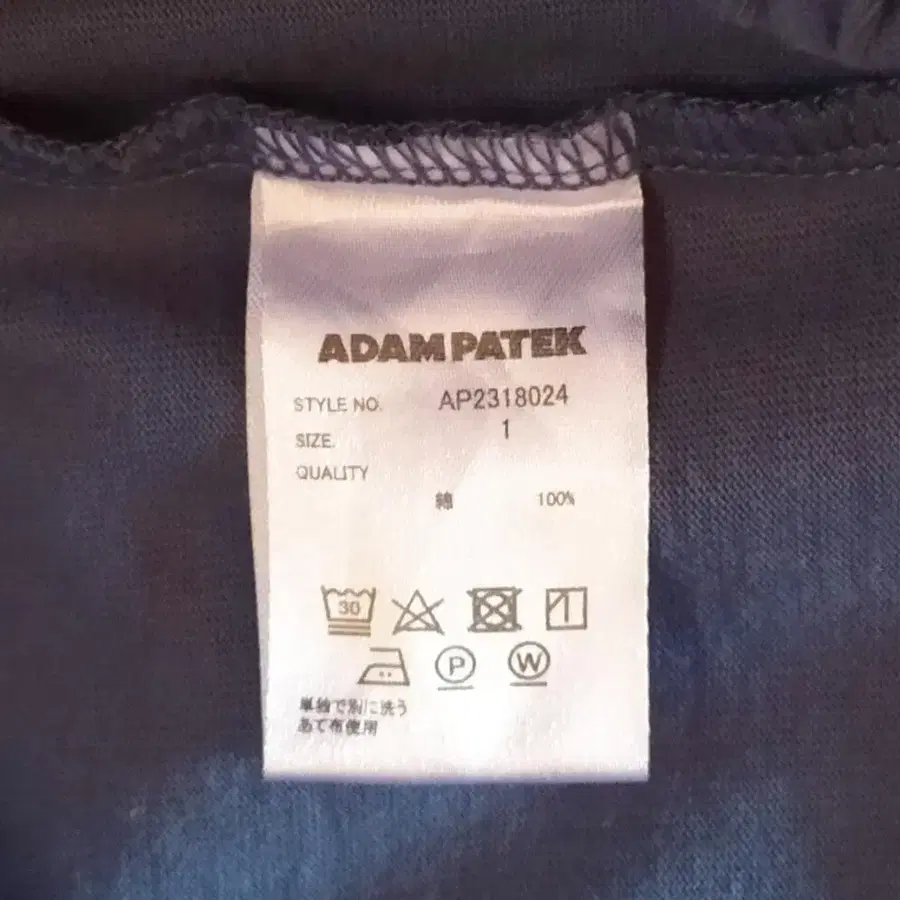 ADAM PATEK
STYLE NO. AP2318024
SIZE. 1
QUALITY
綿 100%
30
P W
単独で別に洗う
あて布使用